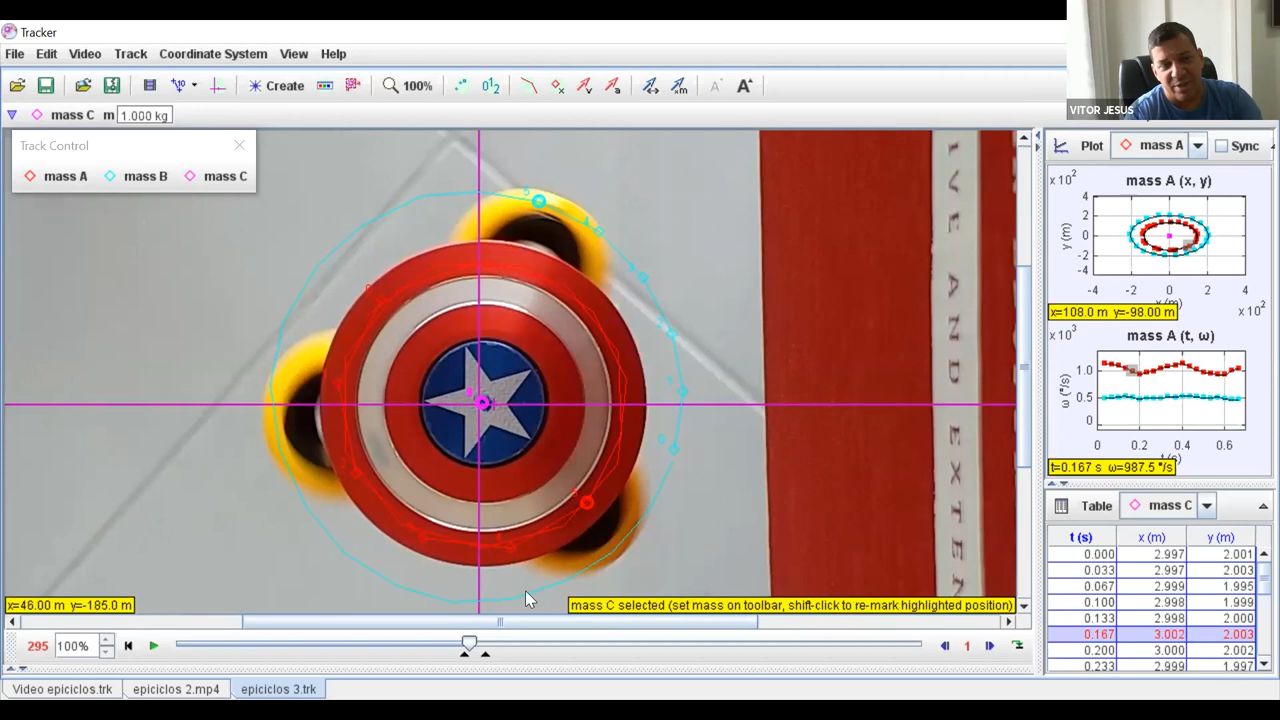 Tracker
File Edit Video Track Coordinate System View Help
Create 100%
mass C m 1.000 kg
VITOR JESUS
Track Control
mass A mass B mass C
Plot mass A Sync
x 10²
mass A (x, y)
y (m)
4
2
0
-2
-4
-4 -2 0 2 4
x (m)
x 10²
x=108.0 m y=-98.00 m
x 10³
mass A (t, ω)
ω (°/s)
1.0
0.5
0
0 0.2 0.4 0.6
t (s)
t=0.167 s ω=987.5 °/s
IVE AND EXTEN
Table mass C
t (s) x (m) y (m)
0.000 2.997 2.001
0.033 2.997 2.003
0.067 2.999 1.995
0.100 2.998 1.999
0.133 2.998 2.000
0.167 3.002 2.003
0.200 3.000 2.002
0.233 2.999 1.997
x=46.00 m y=-185.0 m
mass C selected (set mass on toolbar, shift-click to re-mark highlighted position)
295 100% 1
Video epiciclos.trk epiciclos 2.mp4 epiciclos 3.trk